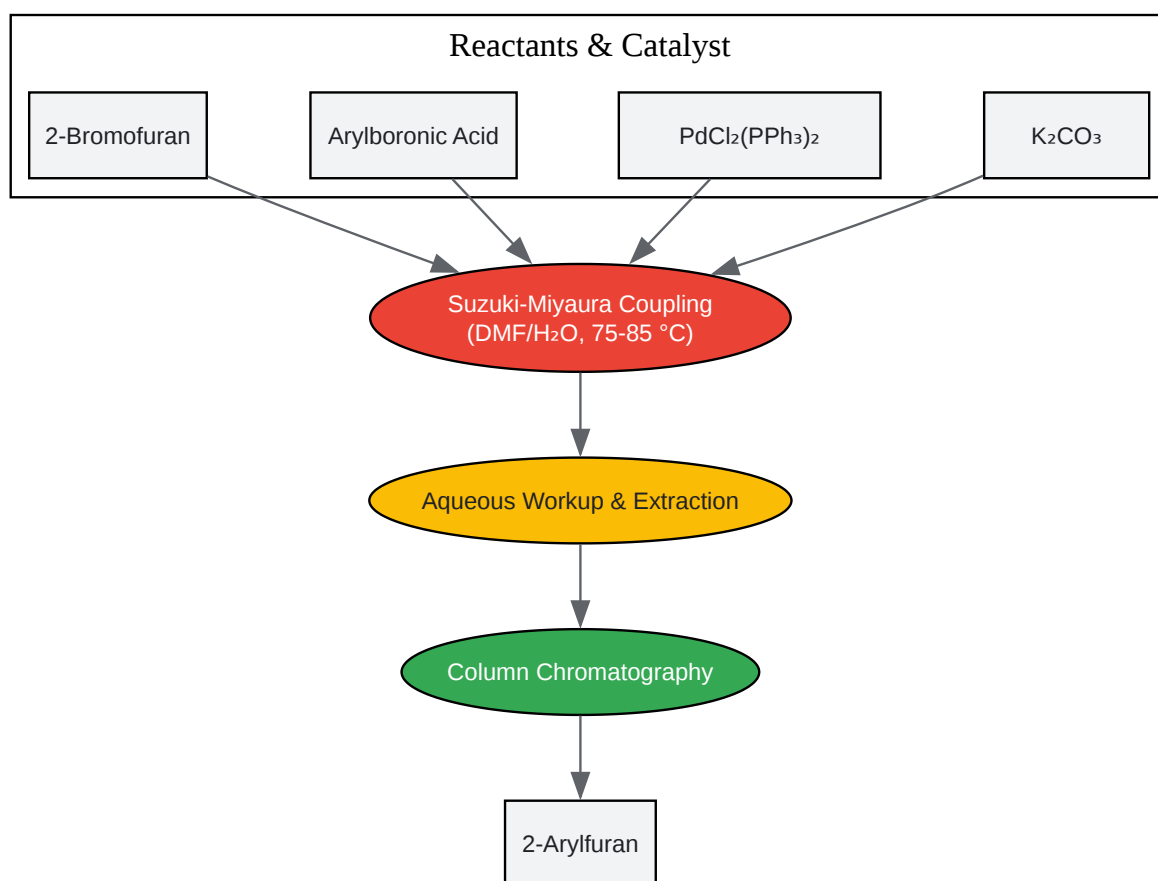 Reactants & Catalyst
2-Bromofuran
Arylboronic Acid
PdCl₂(PPh₃)₂
K₂CO₃
Suzuki-Miyaura Coupling
(DMF/H₂O, 75-85 °C)
Aqueous Workup & Extraction
Column Chromatography
2-Arylfuran